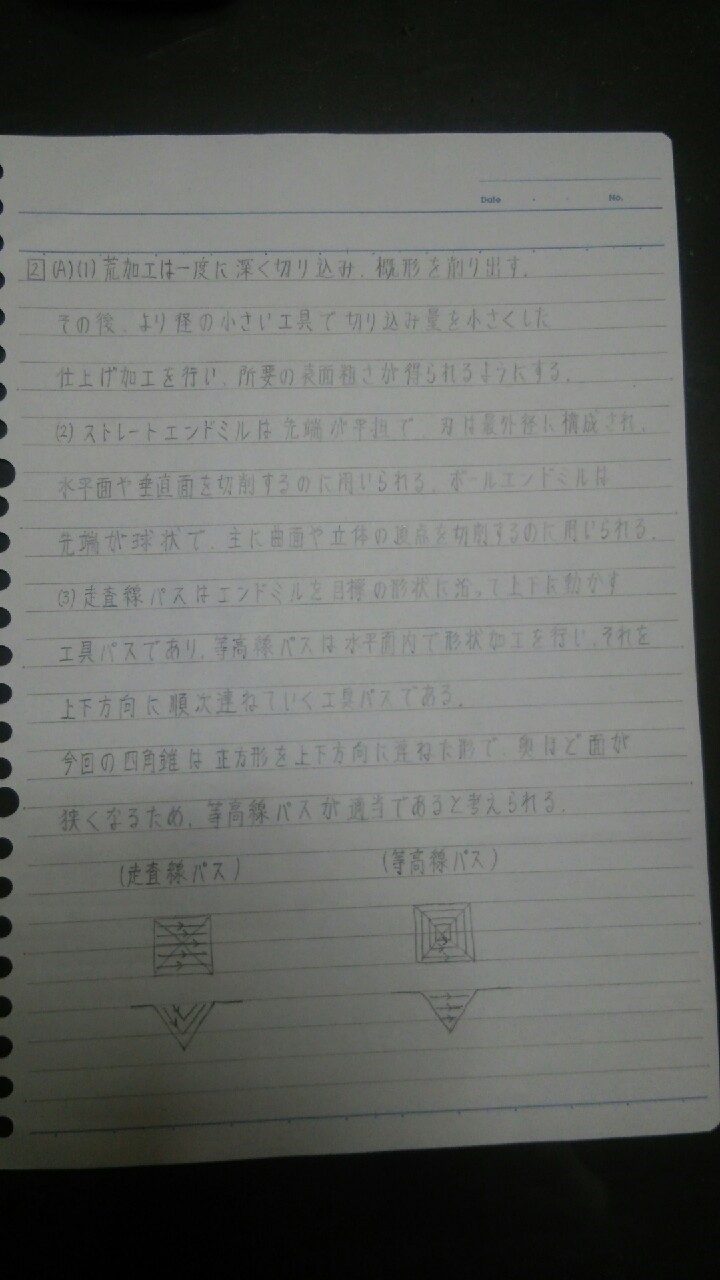 Date ・ ・ No.
2 (A)(1) 荒加工は一度に深く切り込み、概形を削り出す。
その後、より径の小さい工具で切り込み量を小さくした
仕上げ加工を行い、所要の表面粗さが得られるようにする。
(2) ストレートエンドミルは先端が平担で、刃は最外径に構成され、
水平面や垂直面を切削するのに用いられる。ボールエンドミルは
先端が球状で、主に曲面や立体の頂点を切削するのに用いられる。
(3) 走査線パスはエンドミルを目標の形状に沿って上下に動かす
工具パスであり、等高線パスは水平面内で形状加工を行い、それを
上下方向に順次連ねていく工具パスである。
今回の四角錐は正方形を上下方向に連ねた形で、奥ほど面が
狭くなるため、等高線パスが適当であると考えられる。
(走査線パス) (等高線パス)